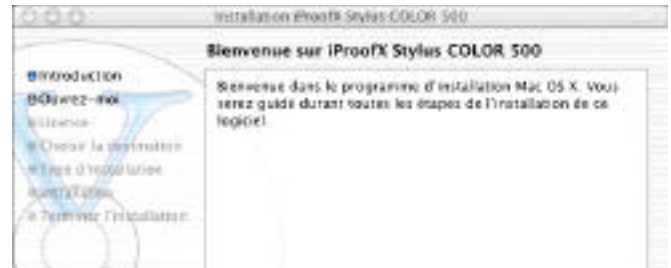 Installation iProofX Stylus COLOR 500
Bienvenue sur iProofX Stylus COLOR 500
Introduction
Ouvrez-moi
Licence
Choisir la destination
Type d'installation
Installation
Terminer l'installation
Bienvenue dans le programme d'installation Mac OS X. Vous
serez guidé durant toutes les étapes de l'installation de ce
logiciel.